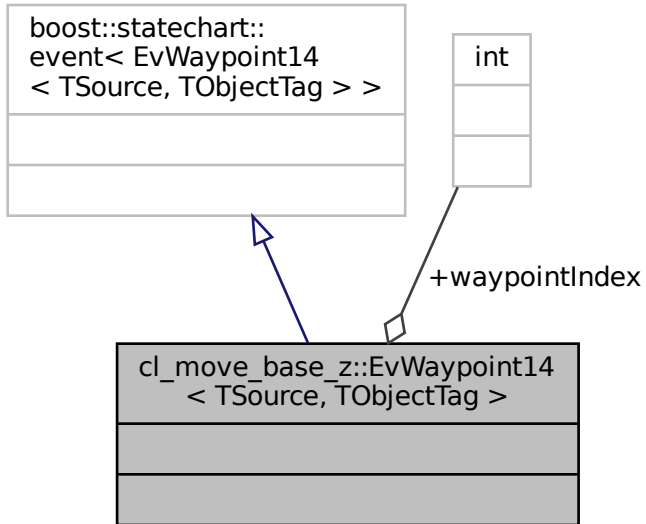 boost::statechart::
event< EvWaypoint14
< TSource, TObjectTag > >
int
+waypointIndex
cl_move_base_z::EvWaypoint14
< TSource, TObjectTag >